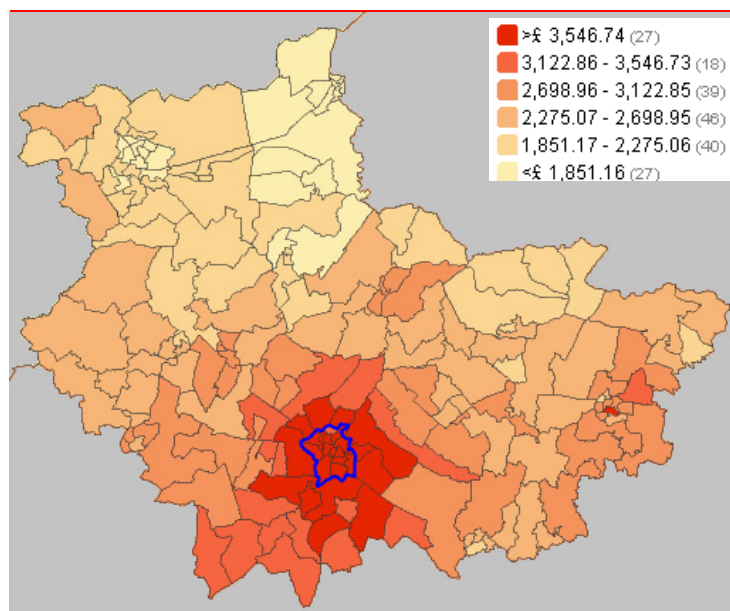 >£ 3,546.74 (27)
3,122.86 - 3,546.73 (18)
2,698.96 - 3,122.85 (39)
2,275.07 - 2,698.95 (46)
1,851.17 - 2,275.06 (40)
<£ 1,851.16 (27)